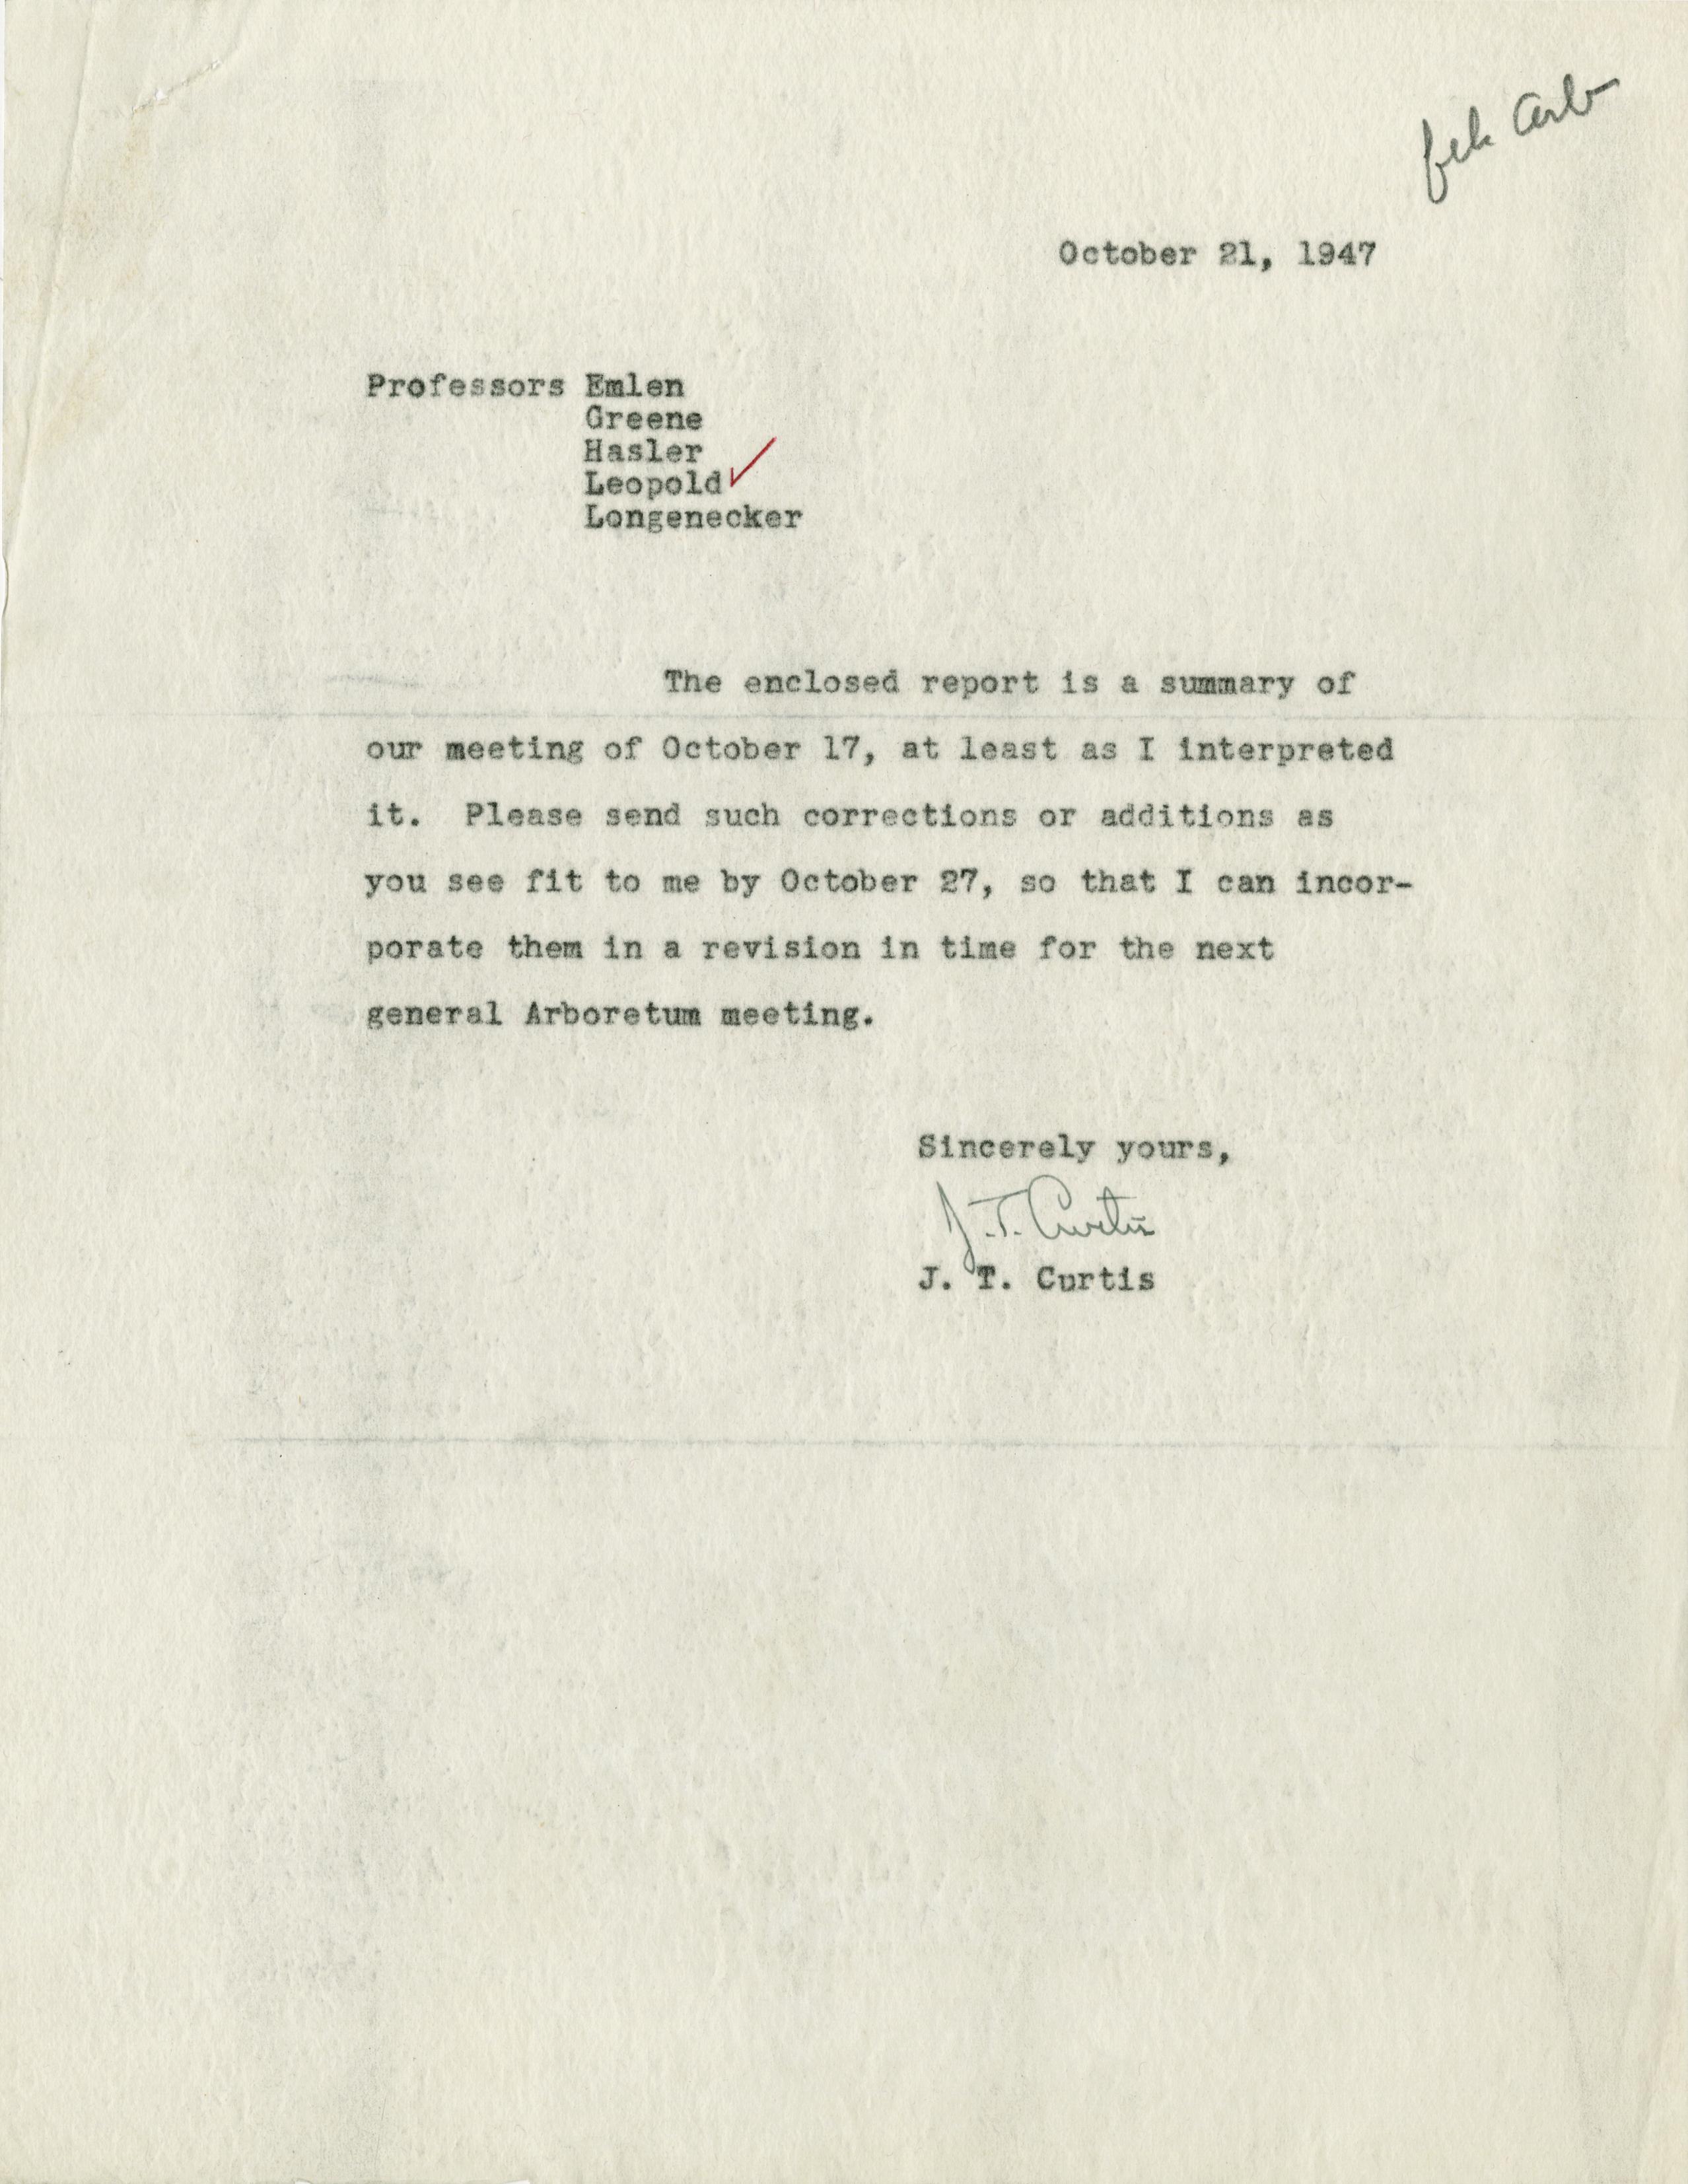 file Arb
October 21, 1947
Professors Emlen
Greene
Hasler
Leopold ✓
Longenecker
The enclosed report is a summary of
our meeting of October 17, at least as I interpreted
it. Please send such corrections or additions as
you see fit to me by October 27, so that I can incor-
porate them in a revision in time for the next
general Arboretum meeting.
Sincerely yours,
J. T. Curtis
J. T. Curtis